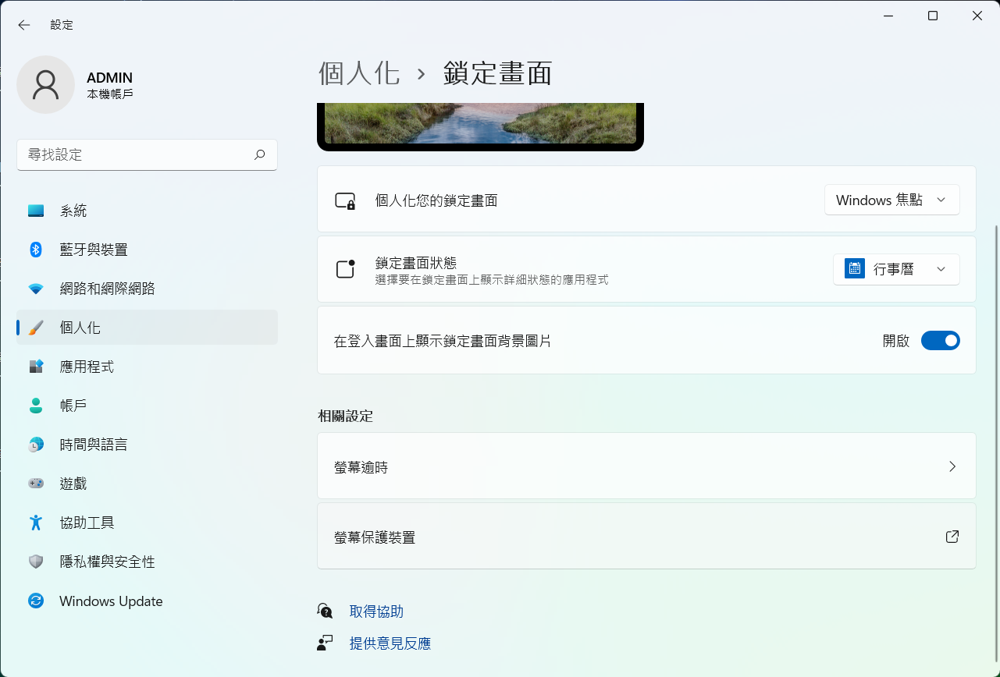 設定
ADMIN
本機帳戶
尋找設定
系統
藍牙與裝置
網路和網際網路
個人化
應用程式
帳戶
時間與語言
遊戲
協助工具
隱私權與安全性
Windows Update
個人化 › 鎖定畫面
個人化您的鎖定畫面
Windows 焦點
鎖定畫面狀態
選擇要在鎖定畫面上顯示詳細狀態的應用程式
行事曆
在登入畫面上顯示鎖定畫面背景圖片
開啟
相關設定
螢幕逾時
螢幕保護裝置
取得協助
提供意見反應